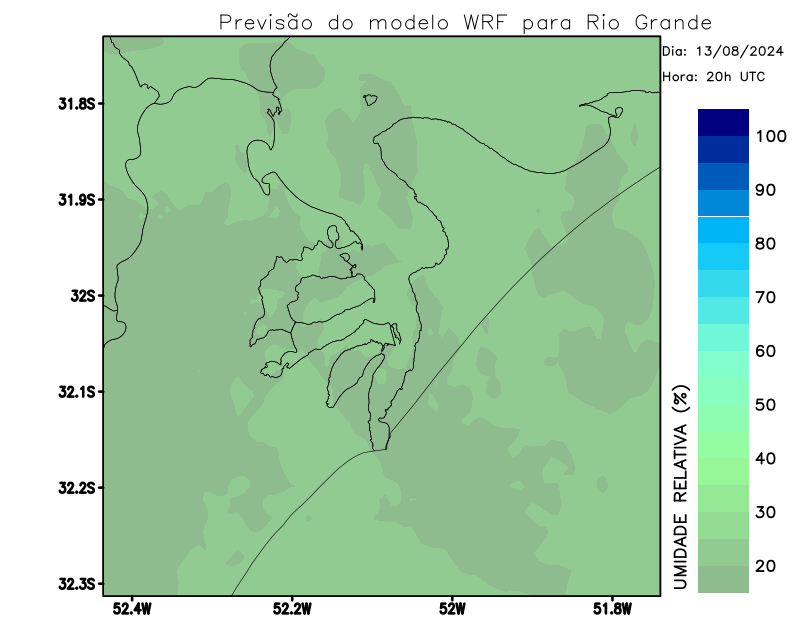 Previsão do modelo WRF para Rio Grande
Dia: 13/08/2024
Hora: 20h UTC
31.8S
31.9S
32S
32.1S
32.2S
32.3S
52.4W
52.2W
52W
51.8W
100
90
80
70
60
50
40
30
20
UMIDADE RELATIVA (%)